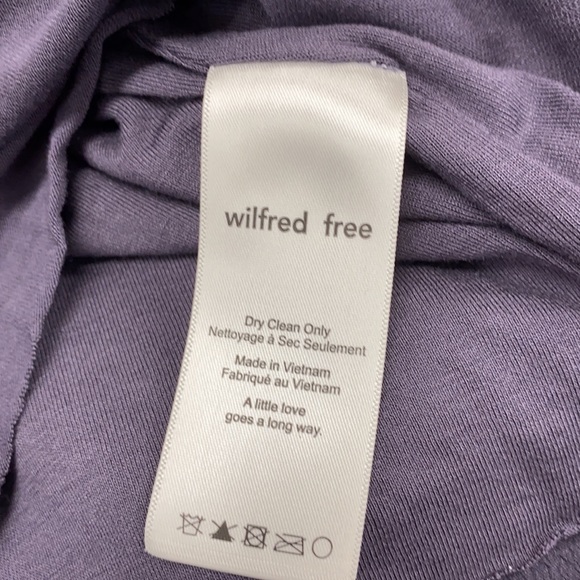 wilfred free
Dry Clean Only
Nettoyage à Sec Seulement
Made in Vietnam
Fabriqué au Vietnam
A little love
goes a long way.